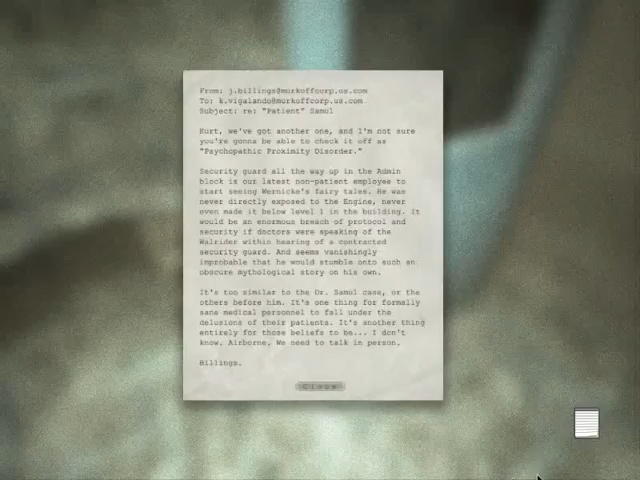 From: j.billings@murkoffcorp.us.com
To: k.vigalando@murkoffcorp.us.com
Subject: re: "Patient" Samul
Kurt, we've got another one, and I'm not sure
you're gonna be able to check it off as
"Psychopathic Proximity Disorder."
Security guard all the way up in the Admin
block is our latest non-patient employee to
start seeing Wernicke's fairy tales. He was
never directly exposed to the Engine, never
even made it below level 1 in the building. It
would be an enormous breach of protocol and
security if doctors were speaking of the
Walrider within hearing of a contracted
security guard. And seems vanishingly
improbable that he would stumble onto such an
obscure mythological story on his own.
It's too similar to the Dr. Samul case, or the
others before him. It's one thing for formally
sane medical personnel to fall under the
delusions of their patients. It's another thing
entirely for those beliefs to be... I don't
know. Airborne. We need to talk in person.
Billings.
Close